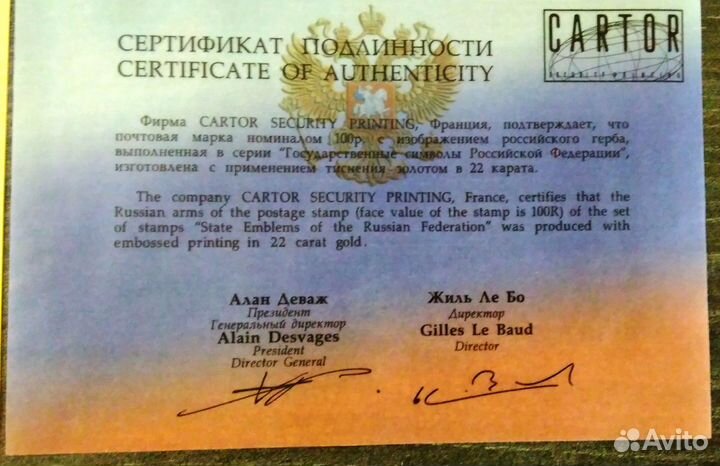 СЕРТИФИКАТ ПОДЛИННОСТИ
CERTIFICATE OF AUTHENTICITY
CARTOR
SECURITY PRINTING
Фирма CARTOR SECURITY PRINTING, Франция, подтверждает, что
почтовая марка номиналом 100р. с изображением российского герба,
выполненная в серии "Государственные символы Российской Федерации",
изготовлена с применением тиснения золотом в 22 карата.
The company CARTOR SECURITY PRINTING, France, certifies that the
Russian arms of the postage stamp (face value of the stamp is 100R) of the set
of stamps "State Emblems of the Russian Federation" was produced with
embossed printing in 22 carat gold.
Алан Деваж
Президент
Генеральный директор
Alain Desvages
President
Director General
Жиль Ле Бо
Директор
Gilles Le Baud
Director
Avito